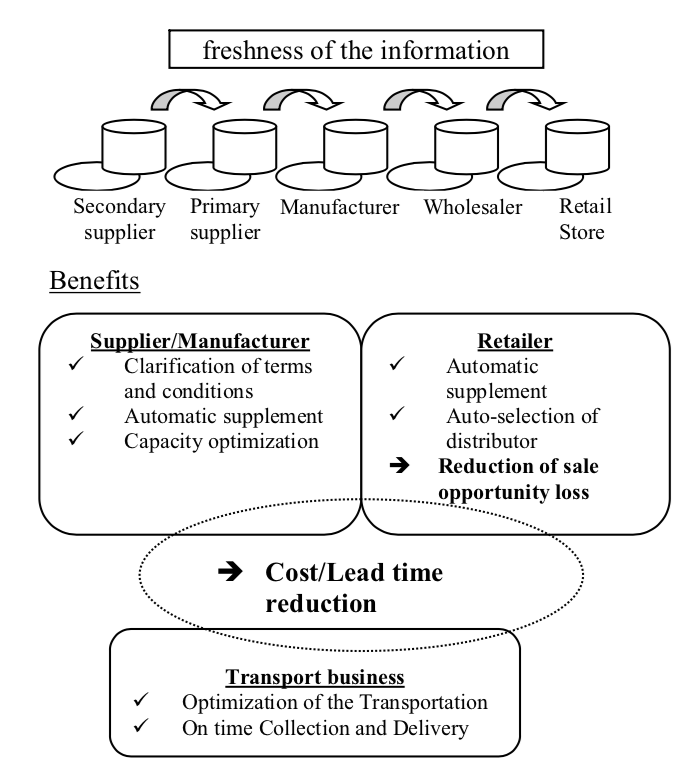 freshness of the information
Secondary
supplier
Primary
supplier
Manufacturer
Wholesaler
Retail
Store
Benefits
Supplier/Manufacturer
✓ Clarification of terms
and conditions
✓ Automatic supplement
✓ Capacity optimization
Retailer
✓ Automatic
supplement
✓ Auto-selection of
distributor
➔ Reduction of sale
opportunity loss
➔ Cost/Lead time
reduction
Transport business
✓ Optimization of the Transportation
✓ On time Collection and Delivery